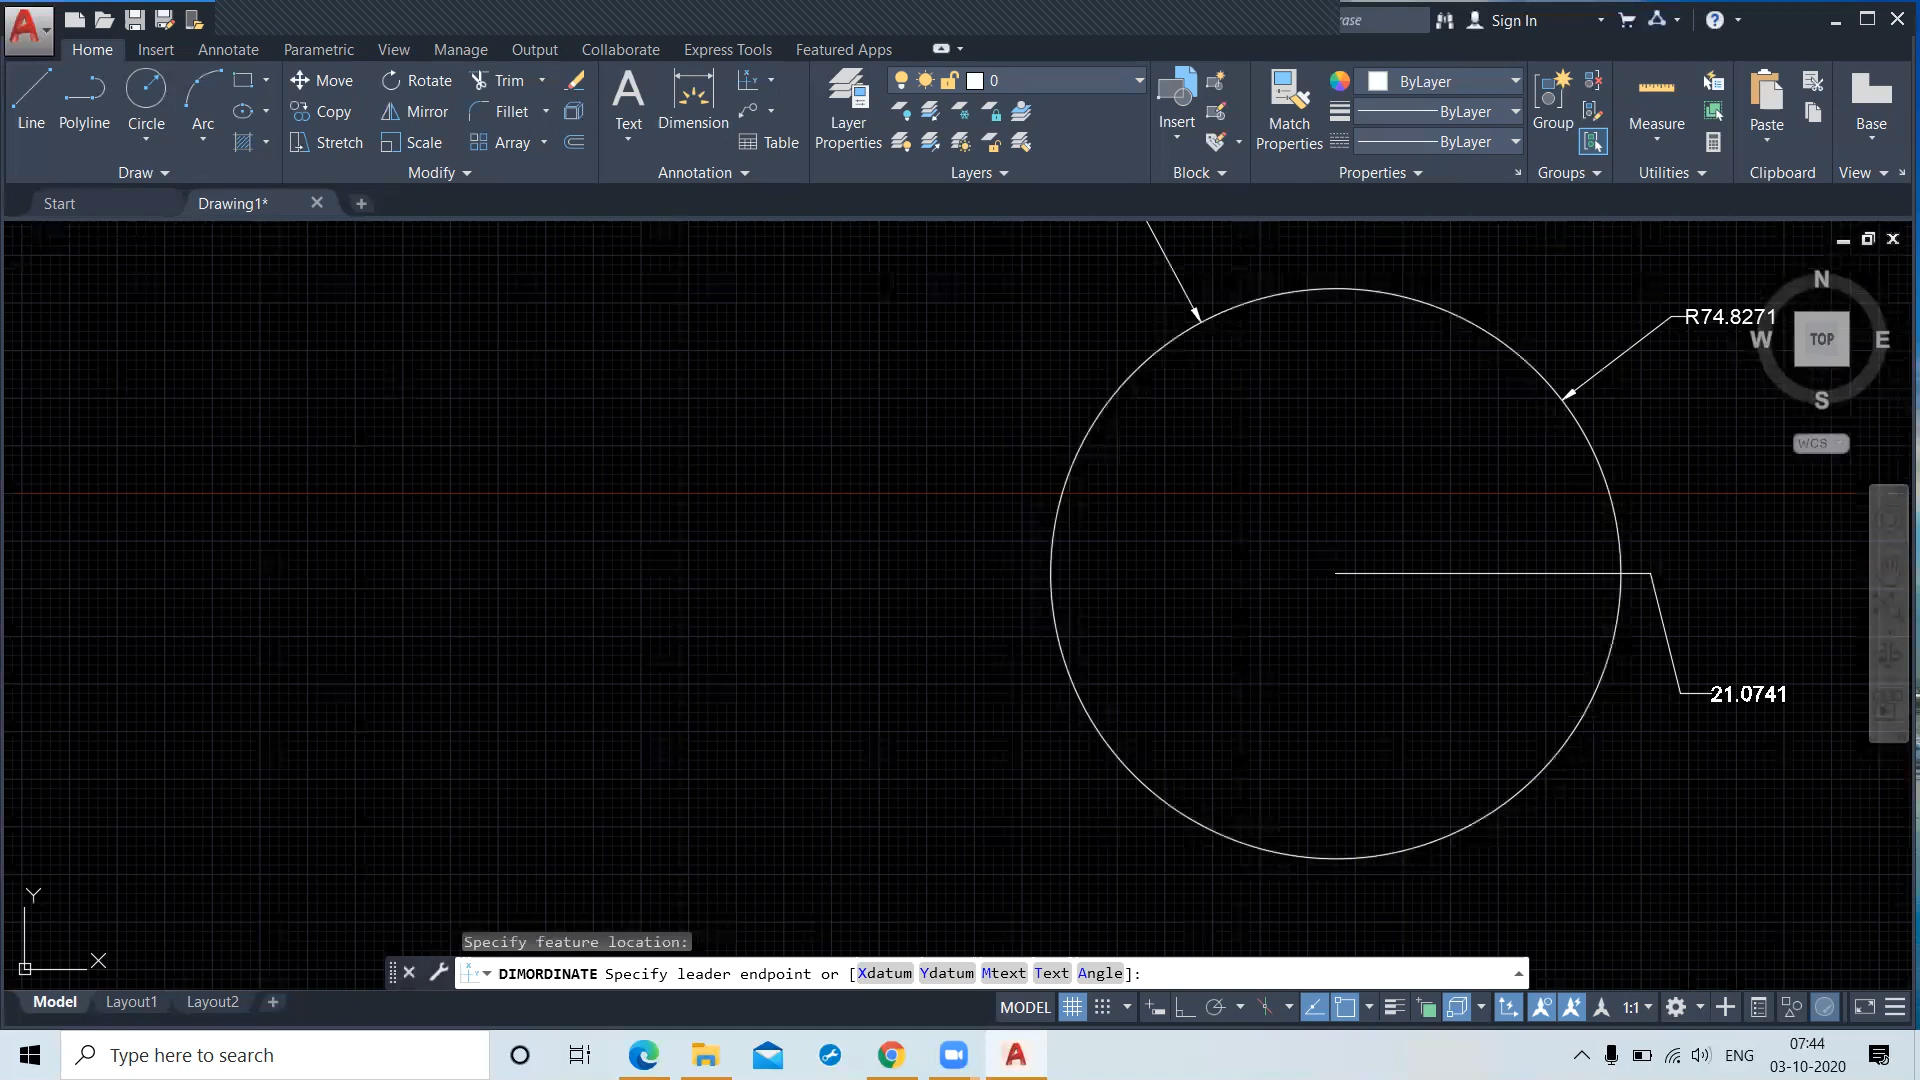 rase
Sign In
Home Insert Annotate Parametric View Manage Output Collaborate Express Tools Featured Apps
Line Polyline Circle Arc
Move Rotate Trim
Copy Mirror Fillet
Stretch Scale Array
Text Dimension
Table
Layer
Properties
0
Insert
Match
Properties
ByLayer
ByLayer
ByLayer
Group
Measure
Paste
Base
Draw Modify Annotation Layers Block Properties Groups Utilities Clipboard View
Start Drawing1*
N
W TOP E
S
WCS
R74.8271
21.0741
Y
X
Specify feature location:
DIMORDINATE Specify leader endpoint or [Xdatum Ydatum Mtext Text Angle]:
Model Layout1 Layout2
MODEL 1:1
Type here to search
ENG
07:44
03-10-2020